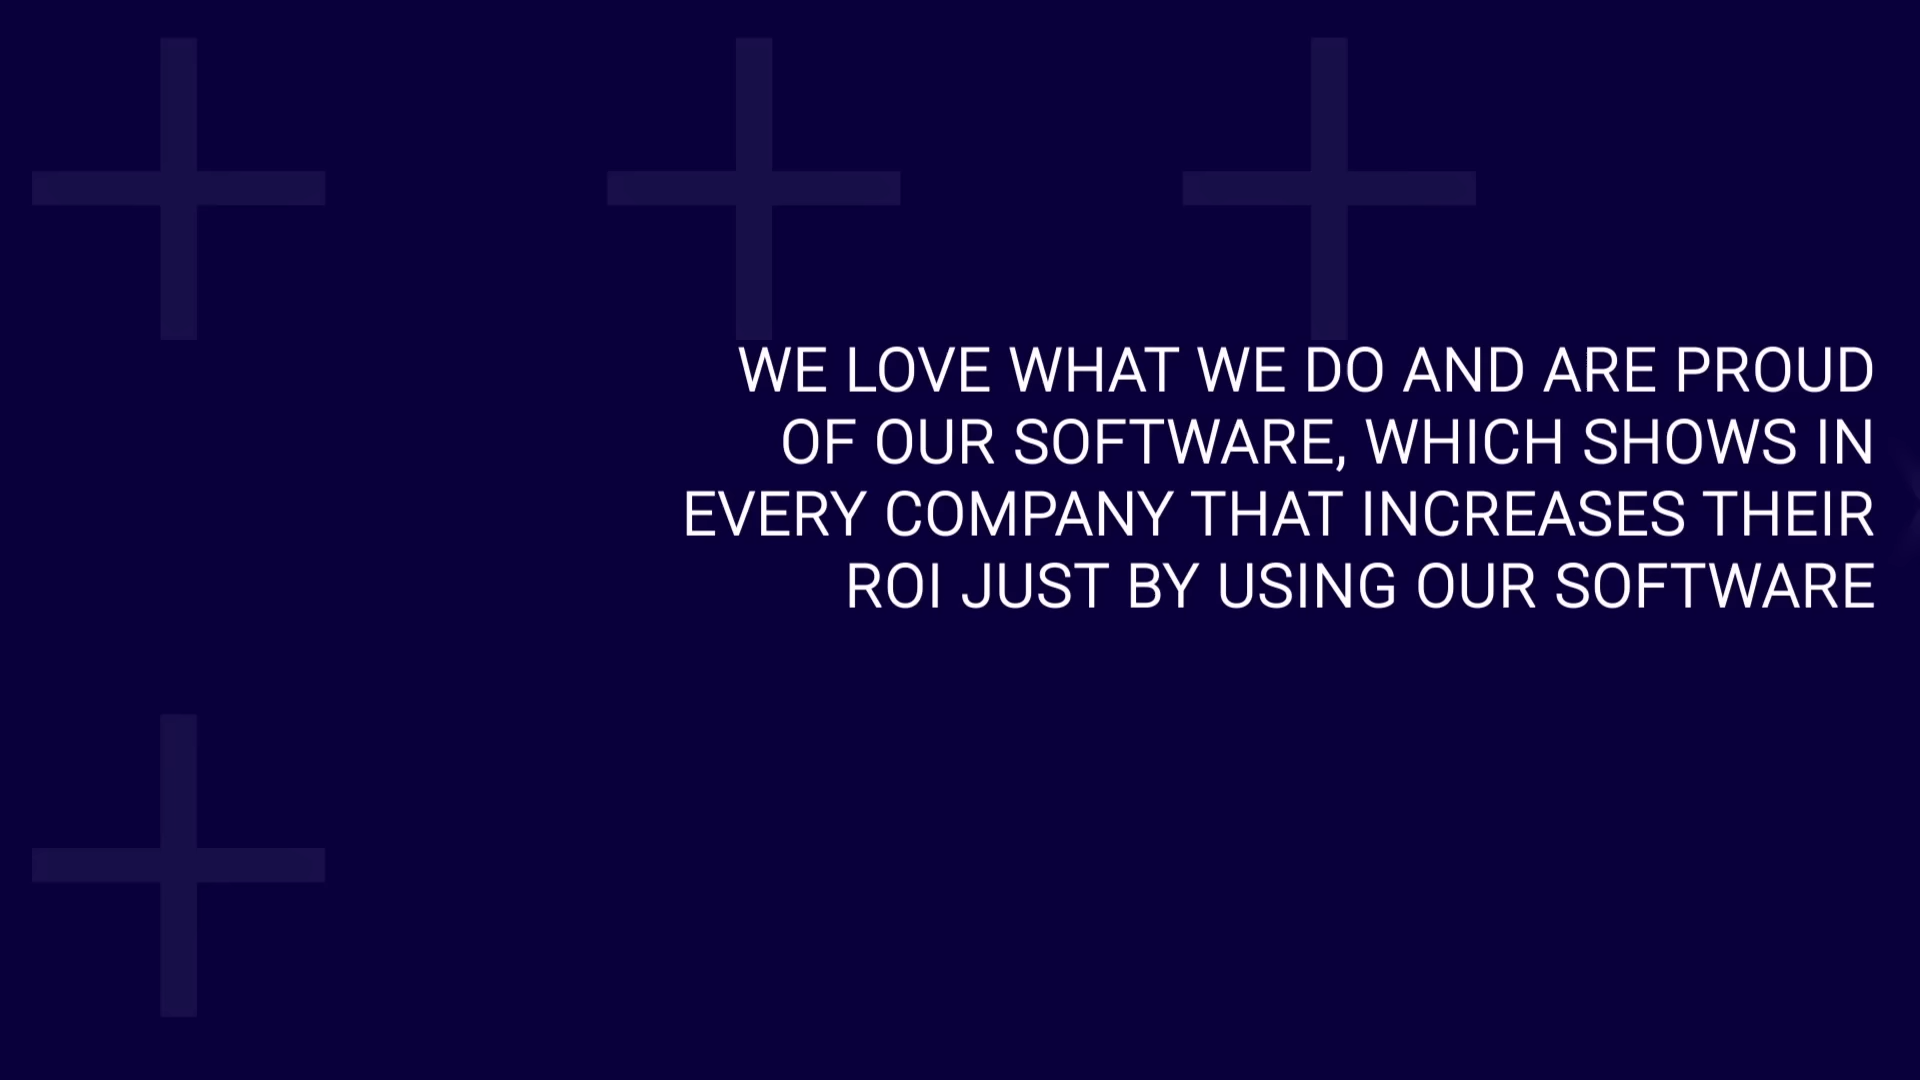 WE LOVE WHAT WE DO AND ARE PROUD
OF OUR SOFTWARE, WHICH SHOWS IN
EVERY COMPANY THAT INCREASES THEIR
ROI JUST BY USING OUR SOFTWARE